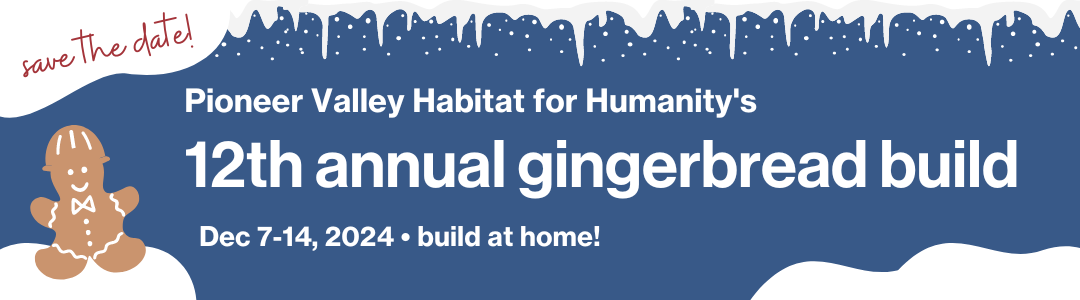 save the date!
Pioneer Valley Habitat for Humanity's
12th annual gingerbread build
Dec 7-14, 2024 • build at home!